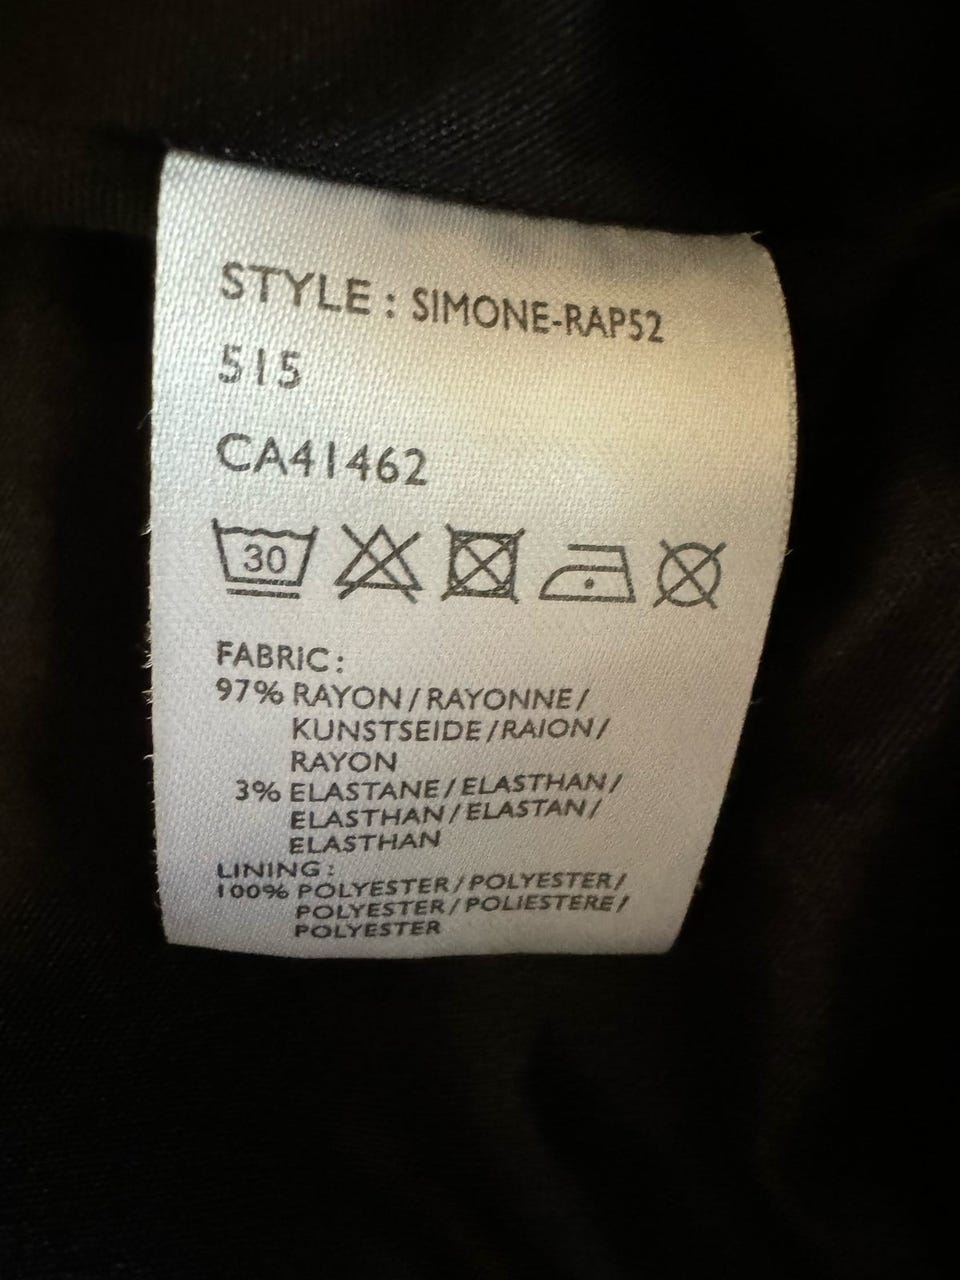 STYLE : SIMONE-RAP52
515
CA41462
30
FABRIC :
97% RAYON / RAYONNE /
KUNSTSEIDE / RAION /
RAYON
3% ELASTANE / ELASTHAN /
ELASTHAN / ELASTAN /
ELASTHAN
LINING :
100% POLYESTER / POLYESTER /
POLYESTER / POLIESTERE /
POLYESTER